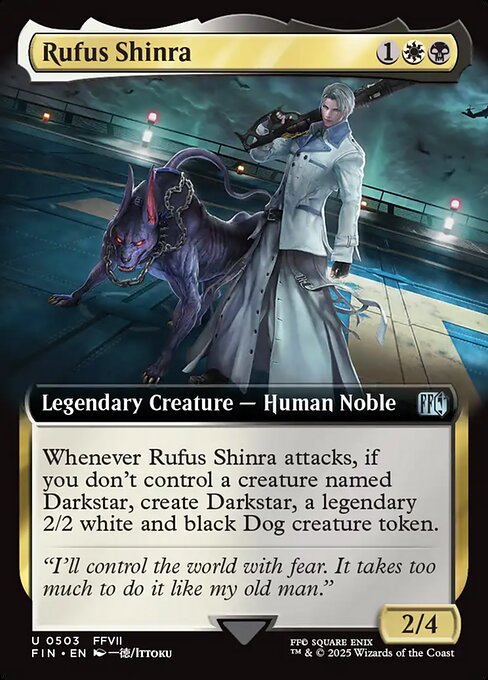 Rufus Shinra 1
Legendary Creature — Human Noble
Whenever Rufus Shinra attacks, if
you don't control a creature named
Darkstar, create Darkstar, a legendary
2/2 white and black Dog creature token.
“I'll control the world with fear. It takes too
much to do it like my old man.”
2/4
U 0503 FFVII
FIN • EN 一徳/ITTOKU
FF© SQUARE ENIX
™ & © 2025 Wizards of the Coast